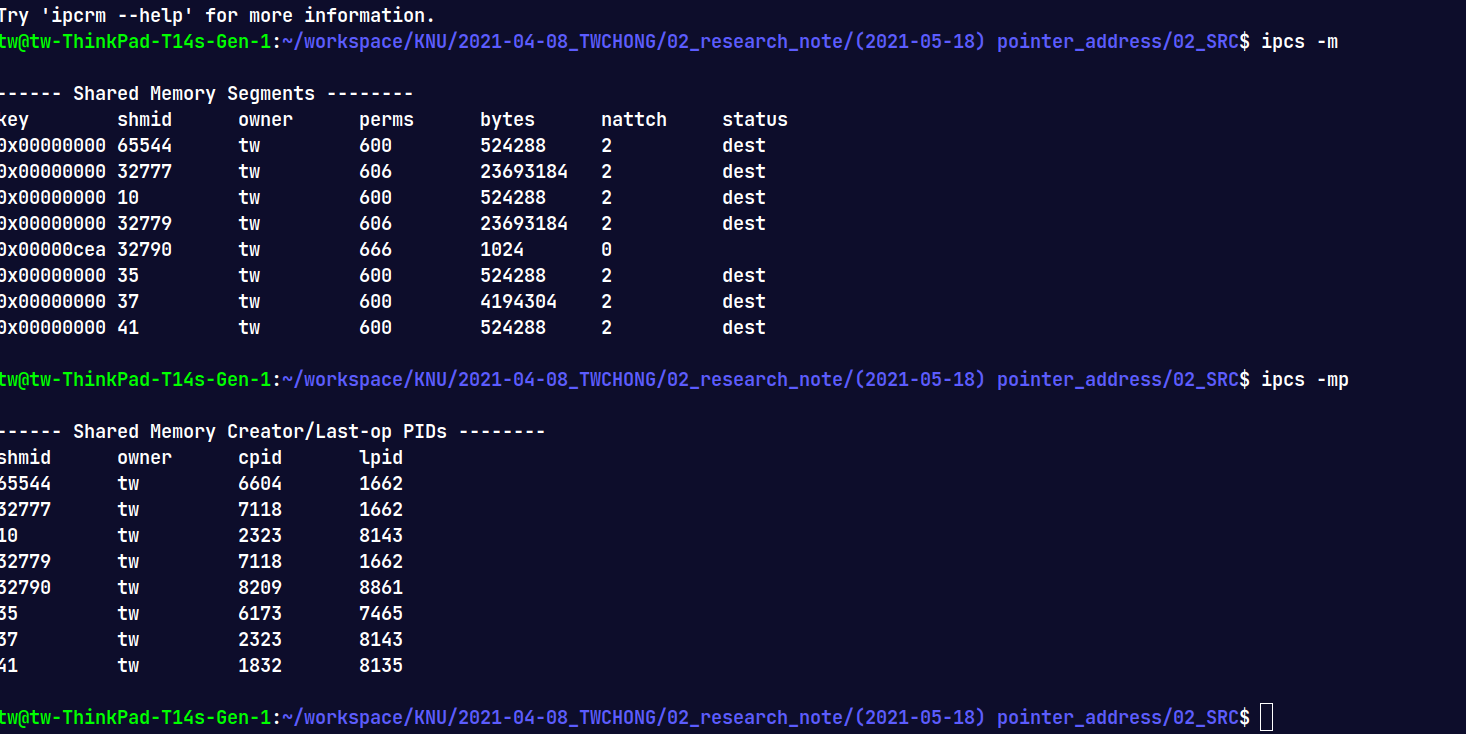 Try 'ipcrm --help' for more information.
tw@tw-ThinkPad-T14s-Gen-1:~/workspace/KNU/2021-04-08_TWCHONG/02_research_note/(2021-05-18) pointer_address/02_SRC$ ipcs -m
------ Shared Memory Segments --------
key shmid owner perms bytes nattch status
0x00000000 65544 tw 600 524288 2 dest
0x00000000 32777 tw 606 23693184 2 dest
0x00000000 10 tw 600 524288 2 dest
0x00000000 32779 tw 606 23693184 2 dest
0x00000cea 32790 tw 666 1024 0
0x00000000 35 tw 600 524288 2 dest
0x00000000 37 tw 600 4194304 2 dest
0x00000000 41 tw 600 524288 2 dest
tw@tw-ThinkPad-T14s-Gen-1:~/workspace/KNU/2021-04-08_TWCHONG/02_research_note/(2021-05-18) pointer_address/02_SRC$ ipcs -mp
------ Shared Memory Creator/Last-op PIDs --------
shmid owner cpid lpid
65544 tw 6604 1662
32777 tw 7118 1662
10 tw 2323 8143
32779 tw 7118 1662
32790 tw 8209 8861
35 tw 6173 7465
37 tw 2323 8143
41 tw 1832 8135
tw@tw-ThinkPad-T14s-Gen-1:~/workspace/KNU/2021-04-08_TWCHONG/02_research_note/(2021-05-18) pointer_address/02_SRC$